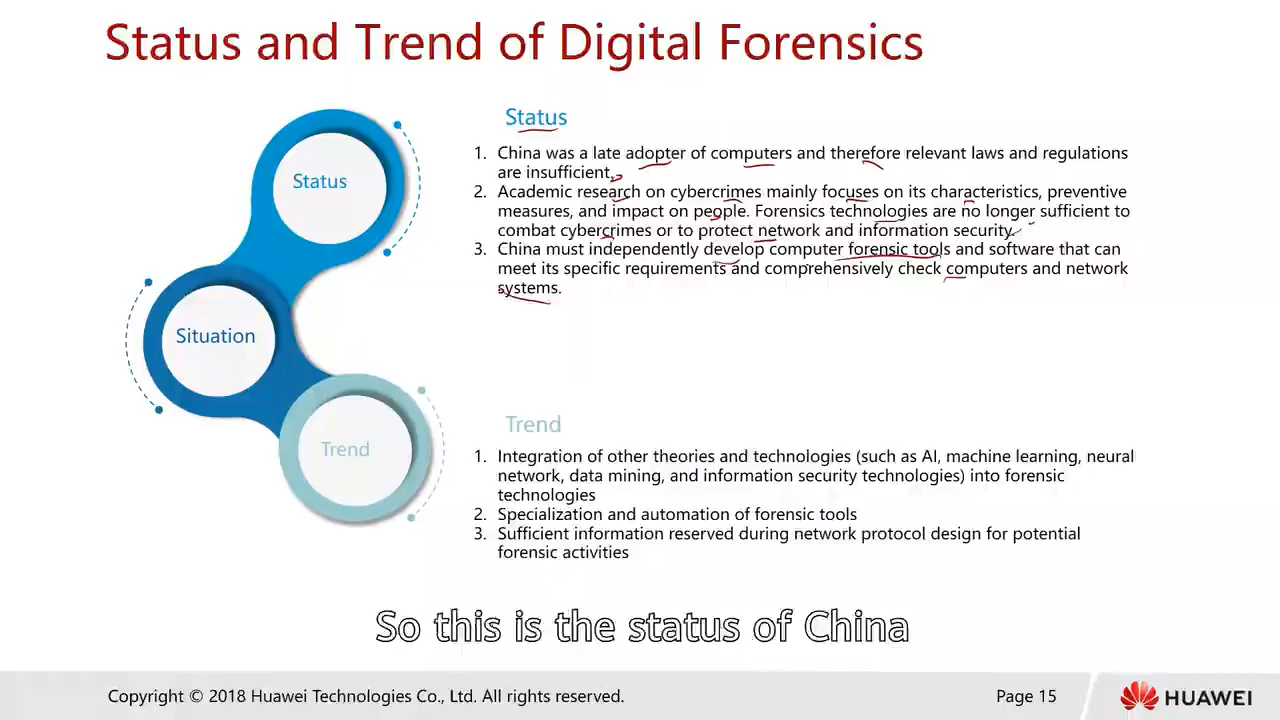 Status and Trend of Digital Forensics
Status
Status
1. China was a late adopter of computers and therefore relevant laws and regulations
are insufficient.
2. Academic research on cybercrimes mainly focuses on its characteristics, preventive
measures, and impact on people. Forensics technologies are no longer sufficient to
combat cybercrimes or to protect network and information security.
3. China must independently develop computer forensic tools and software that can
meet its specific requirements and comprehensively check computers and network
systems.
Situation
Trend
Trend
1. Integration of other theories and technologies (such as AI, machine learning, neural
network, data mining, and information security technologies) into forensic
technologies
2. Specialization and automation of forensic tools
3. Sufficient information reserved during network protocol design for potential
forensic activities
So this is the status of China
Copyright © 2018 Huawei Technologies Co., Ltd. All rights reserved.
Page 15
HUAWEI